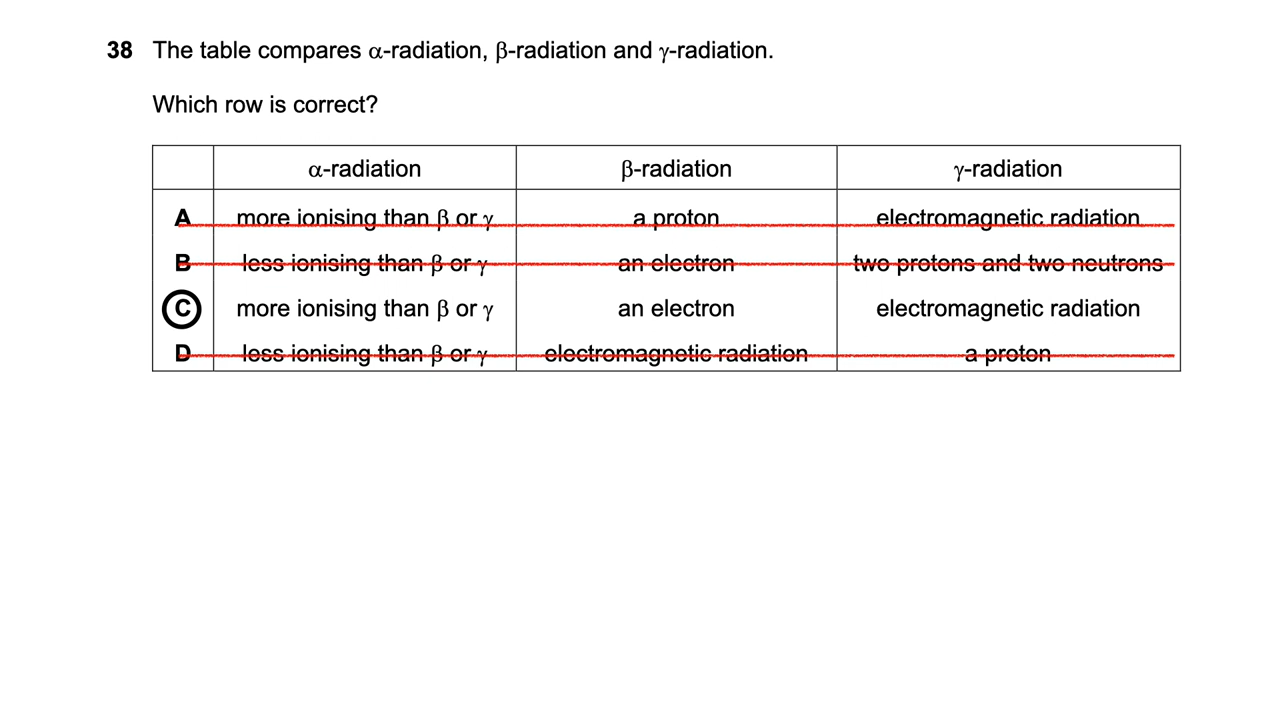 38 The table compares α-radiation, β-radiation and γ-radiation.
Which row is correct?
α-radiation β-radiation γ-radiation
A more ionising than β or γ a proton electromagnetic radiation
B less ionising than β or γ an electron two protons and two neutrons
C more ionising than β or γ an electron electromagnetic radiation
D less ionising than β or γ electromagnetic radiation a proton